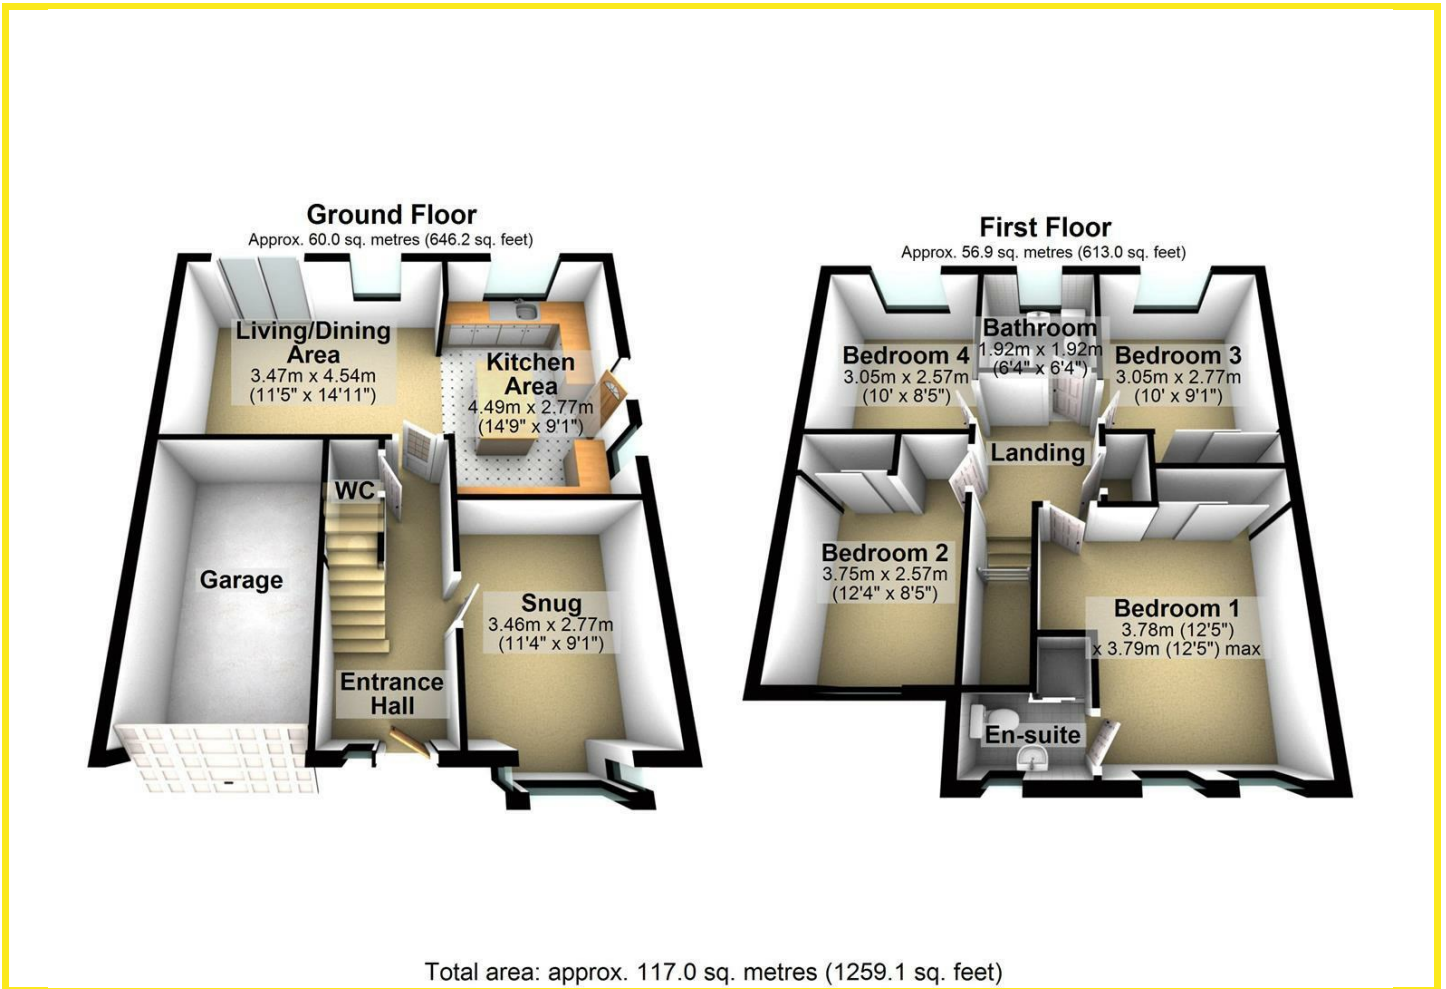 Ground Floor
Approx. 60.0 sq. metres (646.2 sq. feet)
Living/Dining
Area
3.47m x 4.54m
(11'5" x 14'11")
Kitchen
Area
4.49m x 2.77m
(14'9" x 9'1")
WC
Garage
Snug
3.46m x 2.77m
(11'4" x 9'1")
Entrance
Hall
First Floor
Approx. 56.9 sq. metres (613.0 sq. feet)
Bedroom 4
3.05m x 2.57m
(10' x 8'5")
Bathroom
1.92m x 1.92m
(6'4" x 6'4")
Bedroom 3
3.05m x 2.77m
(10' x 9'1")
Landing
Bedroom 2
3.75m x 2.57m
(12'4" x 8'5")
Bedroom 1
3.78m (12'5")
x 3.79m (12'5") max
En-suite
Total area: approx. 117.0 sq. metres (1259.1 sq. feet)